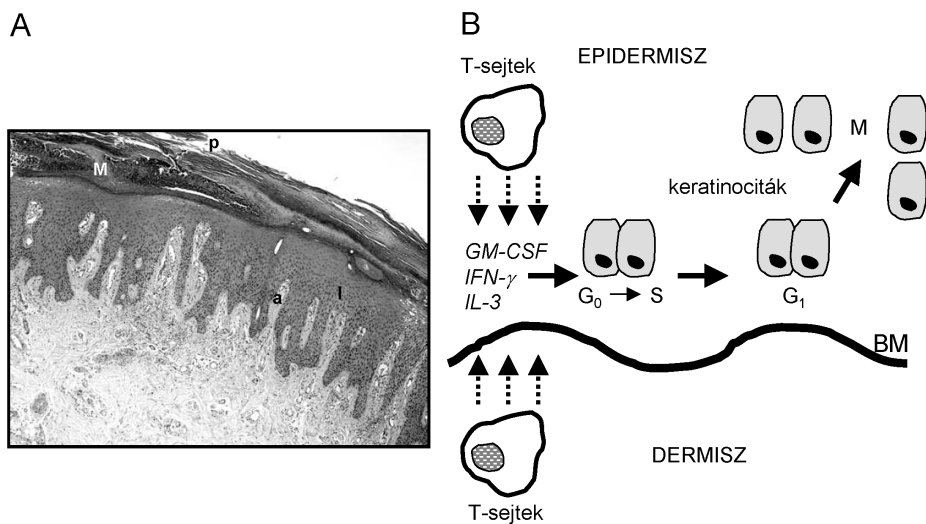 A
p
M
a
l
B
T-sejtek
EPIDERMISZ
M
keratinociták
GM-CSF
IFN-γ
IL-3
G₀ → S
G₁
BM
DERMISZ
T-sejtek